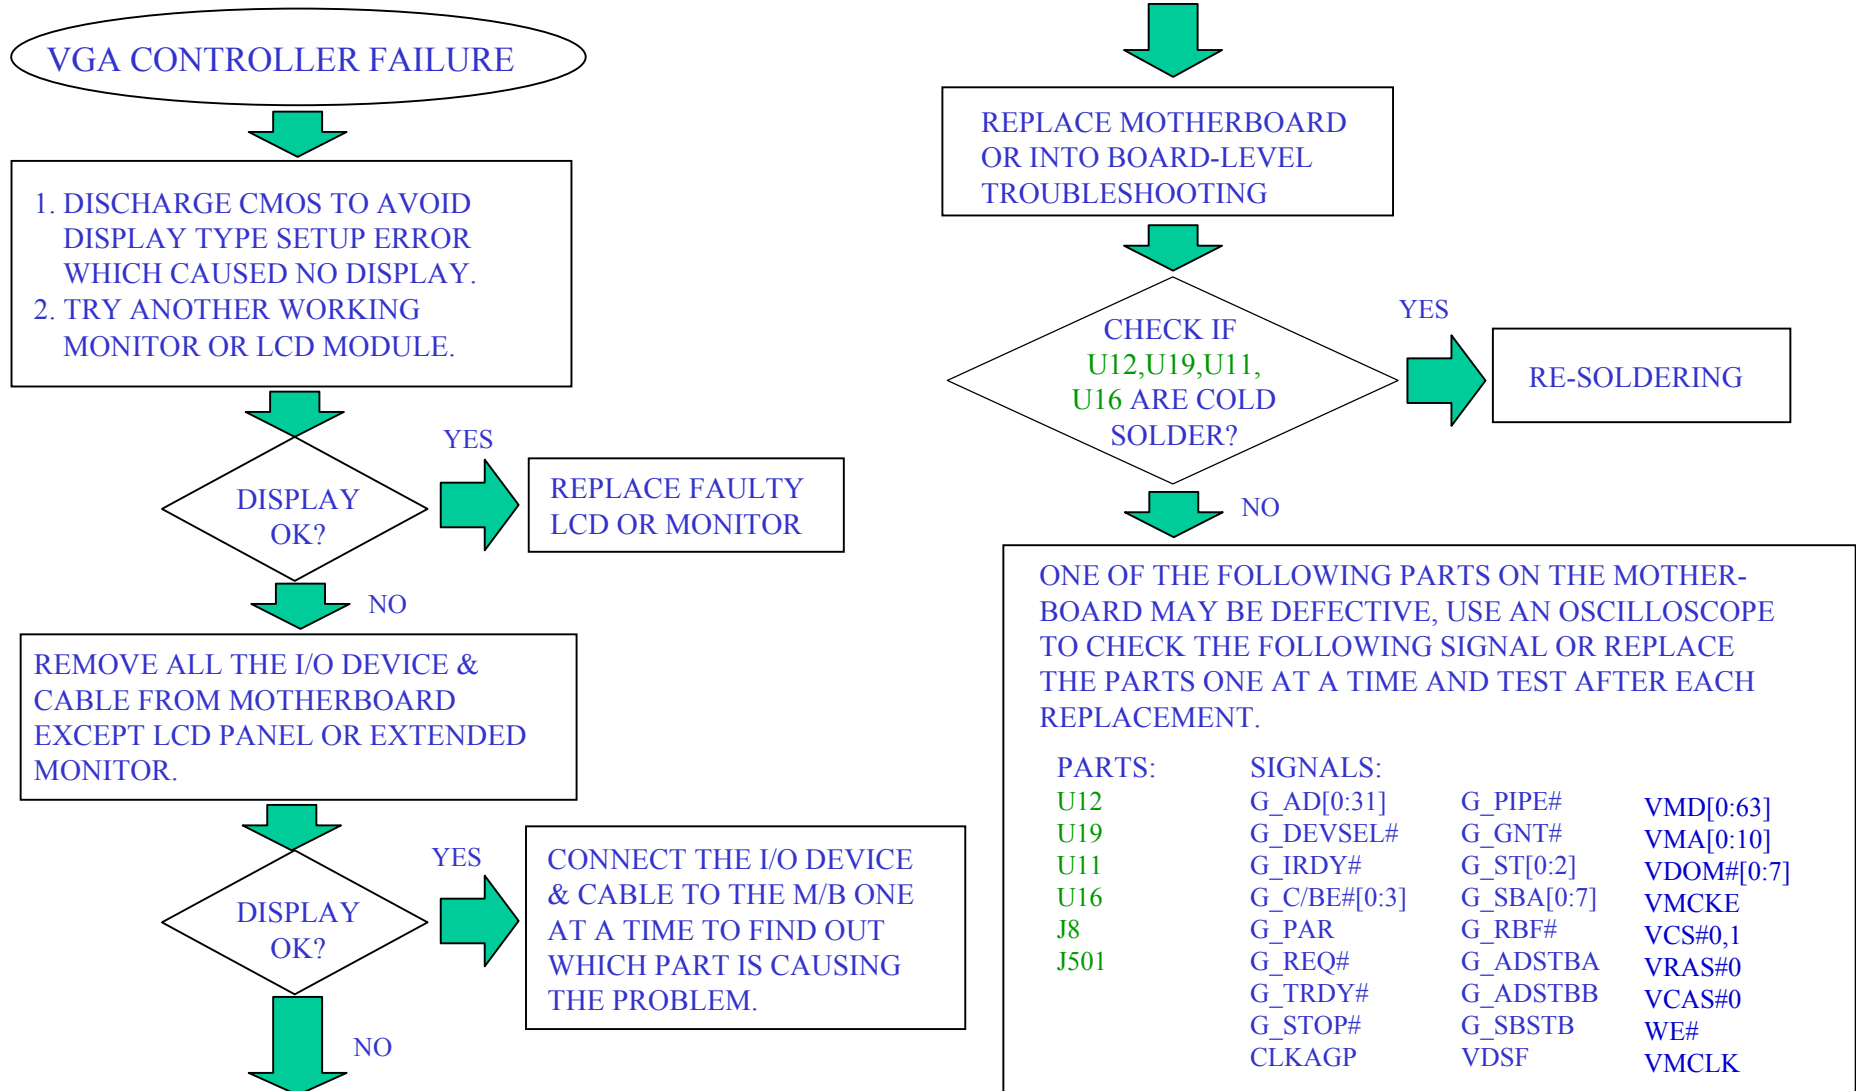 VGA CONTROLLER FAILURE
1. DISCHARGE CMOS TO AVOID
DISPLAY TYPE SETUP ERROR
WHICH CAUSED NO DISPLAY.
2. TRY ANOTHER WORKING
MONITOR OR LCD MODULE.
DISPLAY
OK?
YES
REPLACE FAULTY
LCD OR MONITOR
NO
REMOVE ALL THE I/O DEVICE &
CABLE FROM MOTHERBOARD
EXCEPT LCD PANEL OR EXTENDED
MONITOR.
DISPLAY
OK?
YES
CONNECT THE I/O DEVICE
& CABLE TO THE M/B ONE
AT A TIME TO FIND OUT
WHICH PART IS CAUSING
THE PROBLEM.
NO
REPLACE MOTHERBOARD
OR INTO BOARD-LEVEL
TROUBLESHOOTING
CHECK IF
U12,U19,U11,
U16 ARE COLD
SOLDER?
YES
RE-SOLDERING
NO
ONE OF THE FOLLOWING PARTS ON THE MOTHER-
BOARD MAY BE DEFECTIVE, USE AN OSCILLOSCOPE
TO CHECK THE FOLLOWING SIGNAL OR REPLACE
THE PARTS ONE AT A TIME AND TEST AFTER EACH
REPLACEMENT.
PARTS:
U12
U19
U11
U16
J8
J501
SIGNALS:
G_AD[0:31]
G_DEVSEL#
G_IRDY#
G_C/BE#[0:3]
G_PAR
G_REQ#
G_TRDY#
G_STOP#
CLKAGP
G_PIPE#
G_GNT#
G_ST[0:2]
G_SBA[0:7]
G_RBF#
G_ADSTBA
G_ADSTBB
G_SBSTB
VDSF
VMD[0:63]
VMA[0:10]
VDOM#[0:7]
VMCKE
VCS#0,1
VRAS#0
VCAS#0
WE#
VMCLK